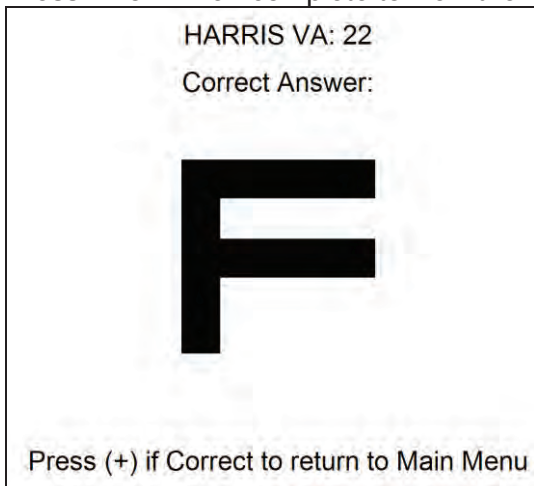 HARRIS VA: 22
Correct Answer:
F
Press (+) if Correct to return to Main Menu